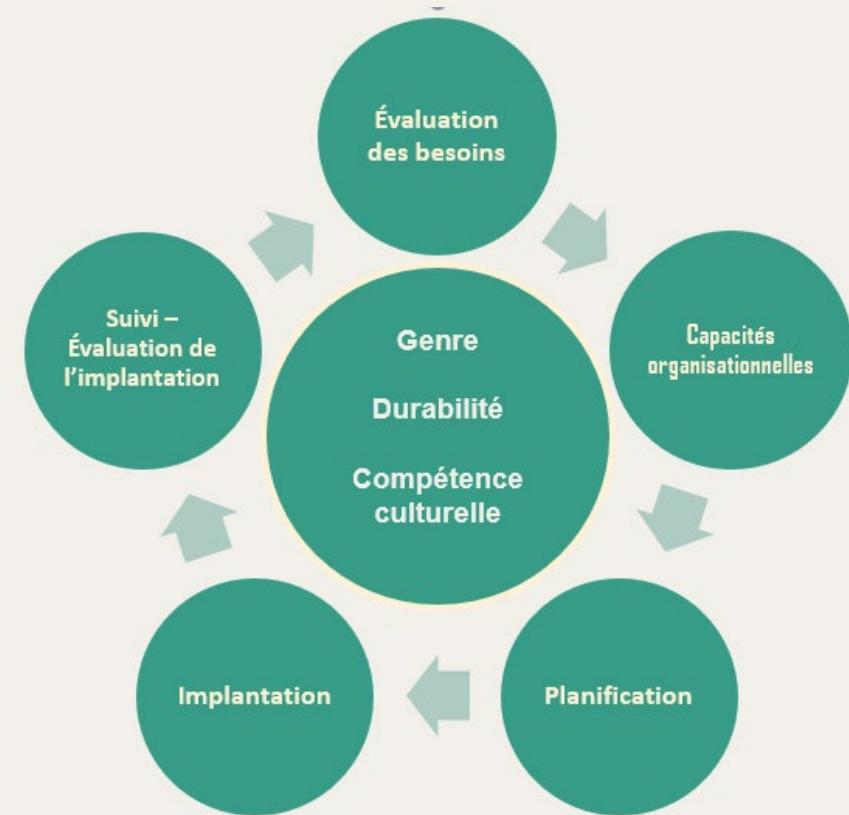 Évaluation
des besoins
Capacités
organisationnelles
Planification
Implantation
Suivi –
Évaluation de
l'implantation
Genre
Durabilité
Compétence
culturelle